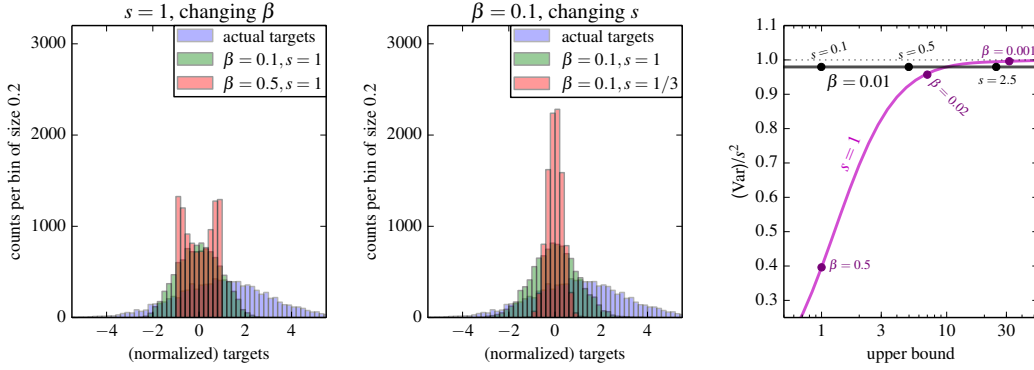 s = 1, changing β
3200
2000
1000
0
counts per bin of size 0.2
actual targets
β = 0.1, s = 1
β = 0.5, s = 1
−4 −2 0 2 4
(normalized) targets
β = 0.1, changing s
3200
2000
1000
0
counts per bin of size 0.2
actual targets
β = 0.1, s = 1
β = 0.1, s = 1/3
−4 −2 0 2 4
(normalized) targets
1.1
1.0
0.9
0.8
0.7
0.6
0.5
0.4
0.3
(Var)/s²
s = 0.1
s = 0.5
β = 0.001
β = 0.01
s = 2.5
β = 0.02
s = 1
β = 0.5
1 3 10 30
upper bound